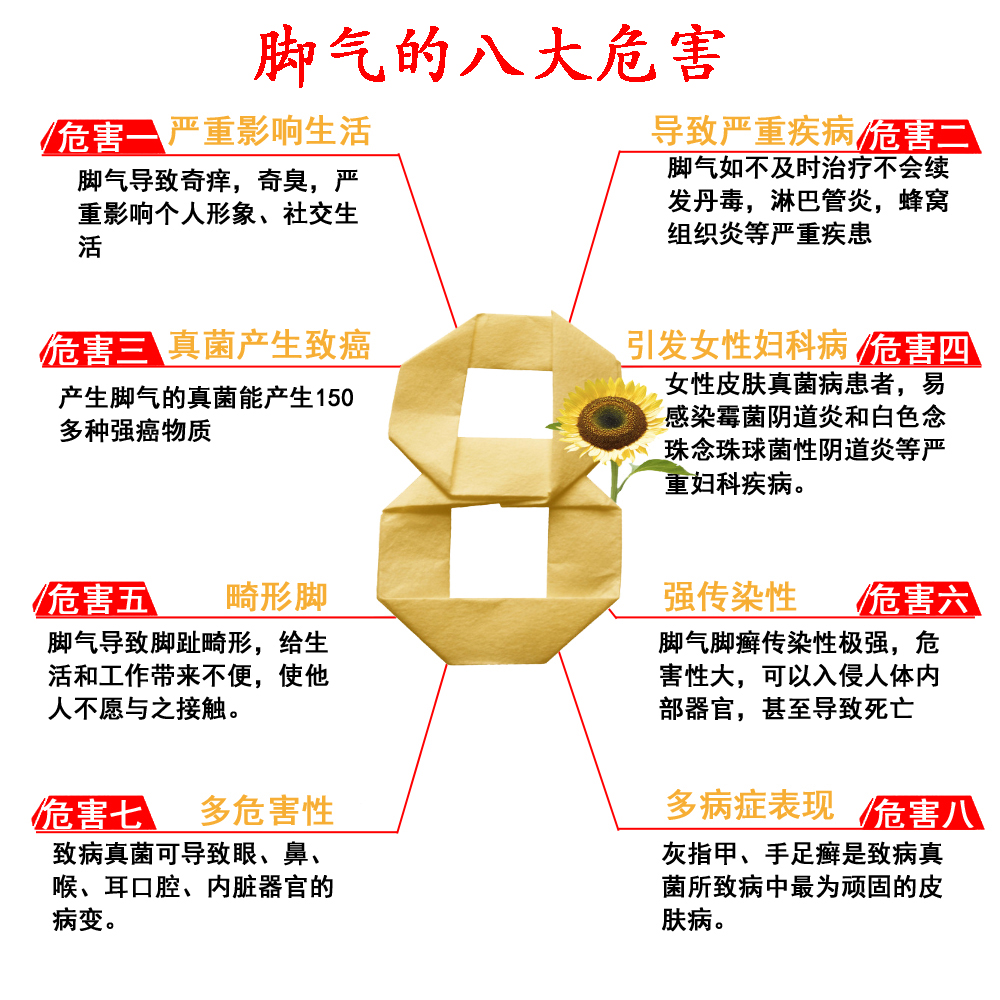 脚气的八大危害
危害一 严重影响生活
脚气导致奇痒，奇臭，严
重影响个人形象、社交生
活
导致严重疾病 危害二
脚气如不及时治疗不会续
发丹毒，淋巴管炎，蜂窝
组织炎等严重疾患
危害三 真菌产生致癌
产生脚气的真菌能产生150
多种强癌物质
引发女性妇科病 危害四
女性皮肤真菌病患者，易
感染霉菌阴道炎和白色念
珠念珠球菌性阴道炎等严
重妇科疾病。
危害五 畸形脚
脚气导致脚趾畸形，给生
活和工作带来不便，使他
人不愿与之接触。
强传染性 危害六
脚气脚癣传染性极强，危
害性大，可以入侵人体内
部器官，甚至导致死亡
危害七 多危害性
致病真菌可导致眼、鼻、
喉、耳口腔、内脏器官的
病变。
多病症表现 危害八
灰指甲、手足癣是致病真
菌所致病中最为顽固的皮
肤病。